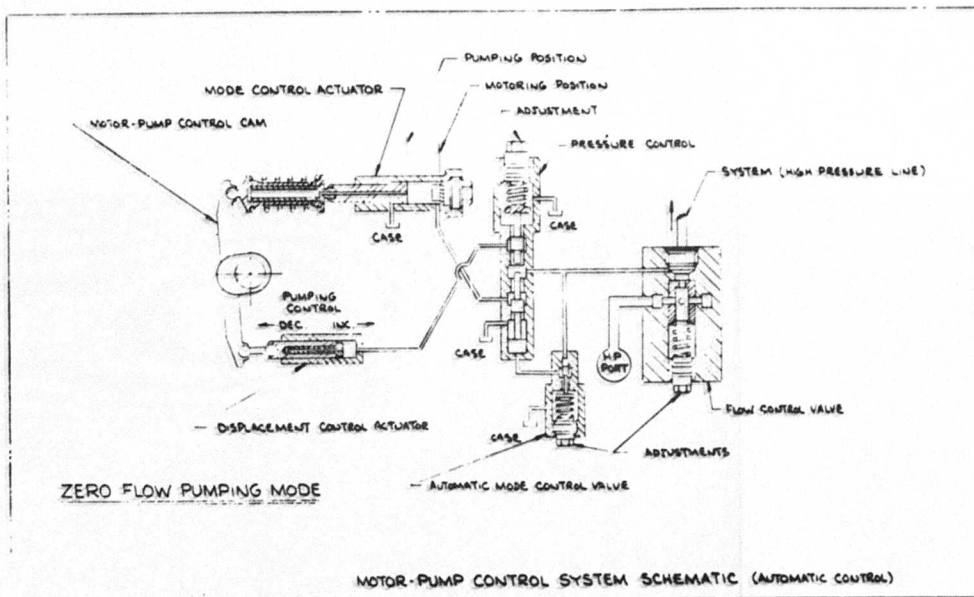 PUMPING POSITION
MODE CONTROL ACTUATOR
MOTORING POSITION
ADJUSTMENT
MOTOR-PUMP CONTROL CAM
PRESSURE CONTROL
SYSTEM (HIGH PRESSURE LINE)
CASE
CASE
PUMPING
CONTROL
DEC. INC.
CASE
H.P.
PORT
FLOW CONTROL VALVE
DISPLACEMENT CONTROL ACTUATOR
CASE
ADJUSTMENTS
AUTOMATIC MODE CONTROL VALVE
ZERO FLOW PUMPING MODE
MOTOR-PUMP CONTROL SYSTEM SCHEMATIC (AUTOMATIC CONTROL)